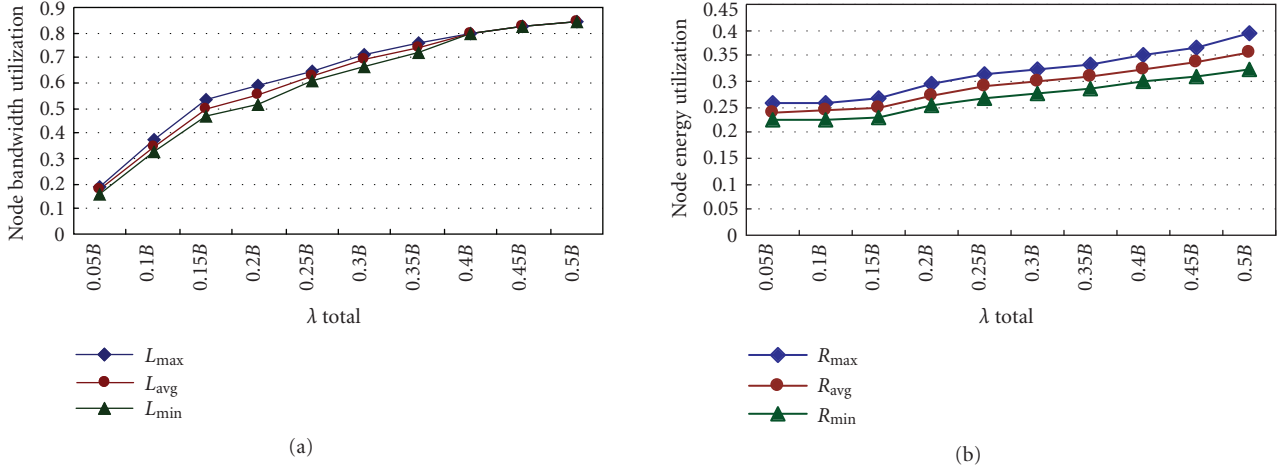 Node bandwidth utilization
0.9
0.8
0.7
0.6
0.5
0.4
0.3
0.2
0.1
0
0.05B
0.1B
0.15B
0.2B
0.25B
0.3B
0.35B
0.4B
0.45B
0.5B
λ total
Lmax
Lavg
Lmin
(a)
Node energy utilization
0.45
0.4
0.35
0.3
0.25
0.2
0.15
0.1
0.05
0
0.05B
0.1B
0.15B
0.2B
0.25B
0.3B
0.35B
0.4B
0.45B
0.5B
λ total
Rmax
Ravg
Rmin
(b)